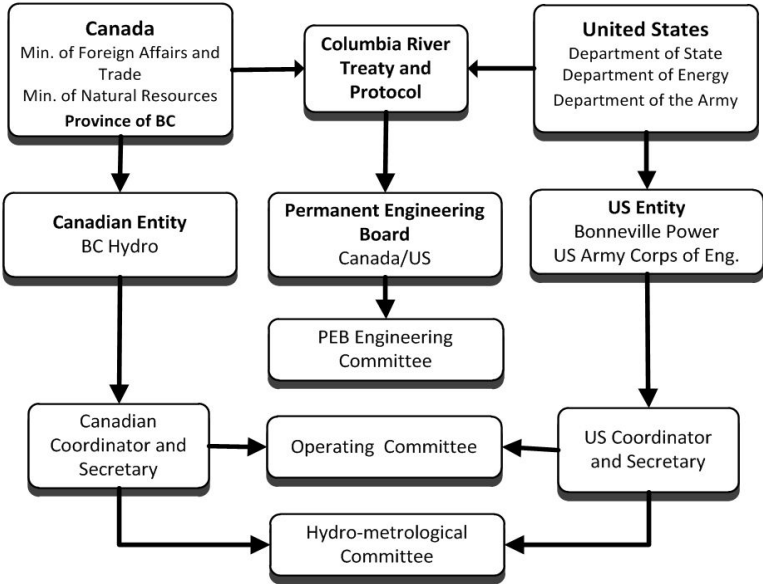 Canada
Min. of Foreign Affairs and
Trade
Min. of Natural Resources
Province of BC
Columbia River
Treaty and
Protocol
United States
Department of State
Department of Energy
Department of the Army
Canadian Entity
BC Hydro
Permanent Engineering
Board
Canada/US
US Entity
Bonneville Power
US Army Corps of Eng.
PEB Engineering
Committee
Canadian
Coordinator and
Secretary
Operating Committee
US Coordinator
and Secretary
Hydro-metrological
Committee